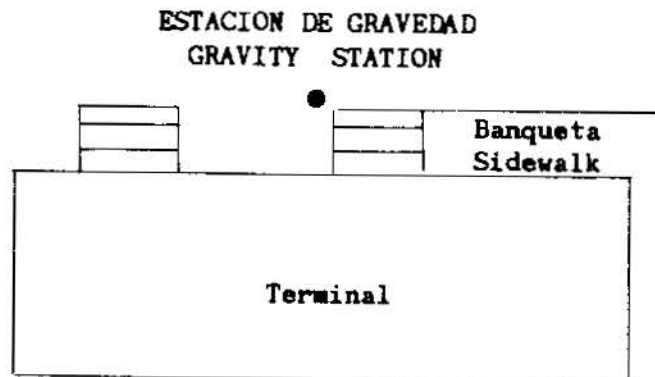 ESTACION DE GRAVEDAD
GRAVITY STATION
Banqueta
Sidewalk
Terminal